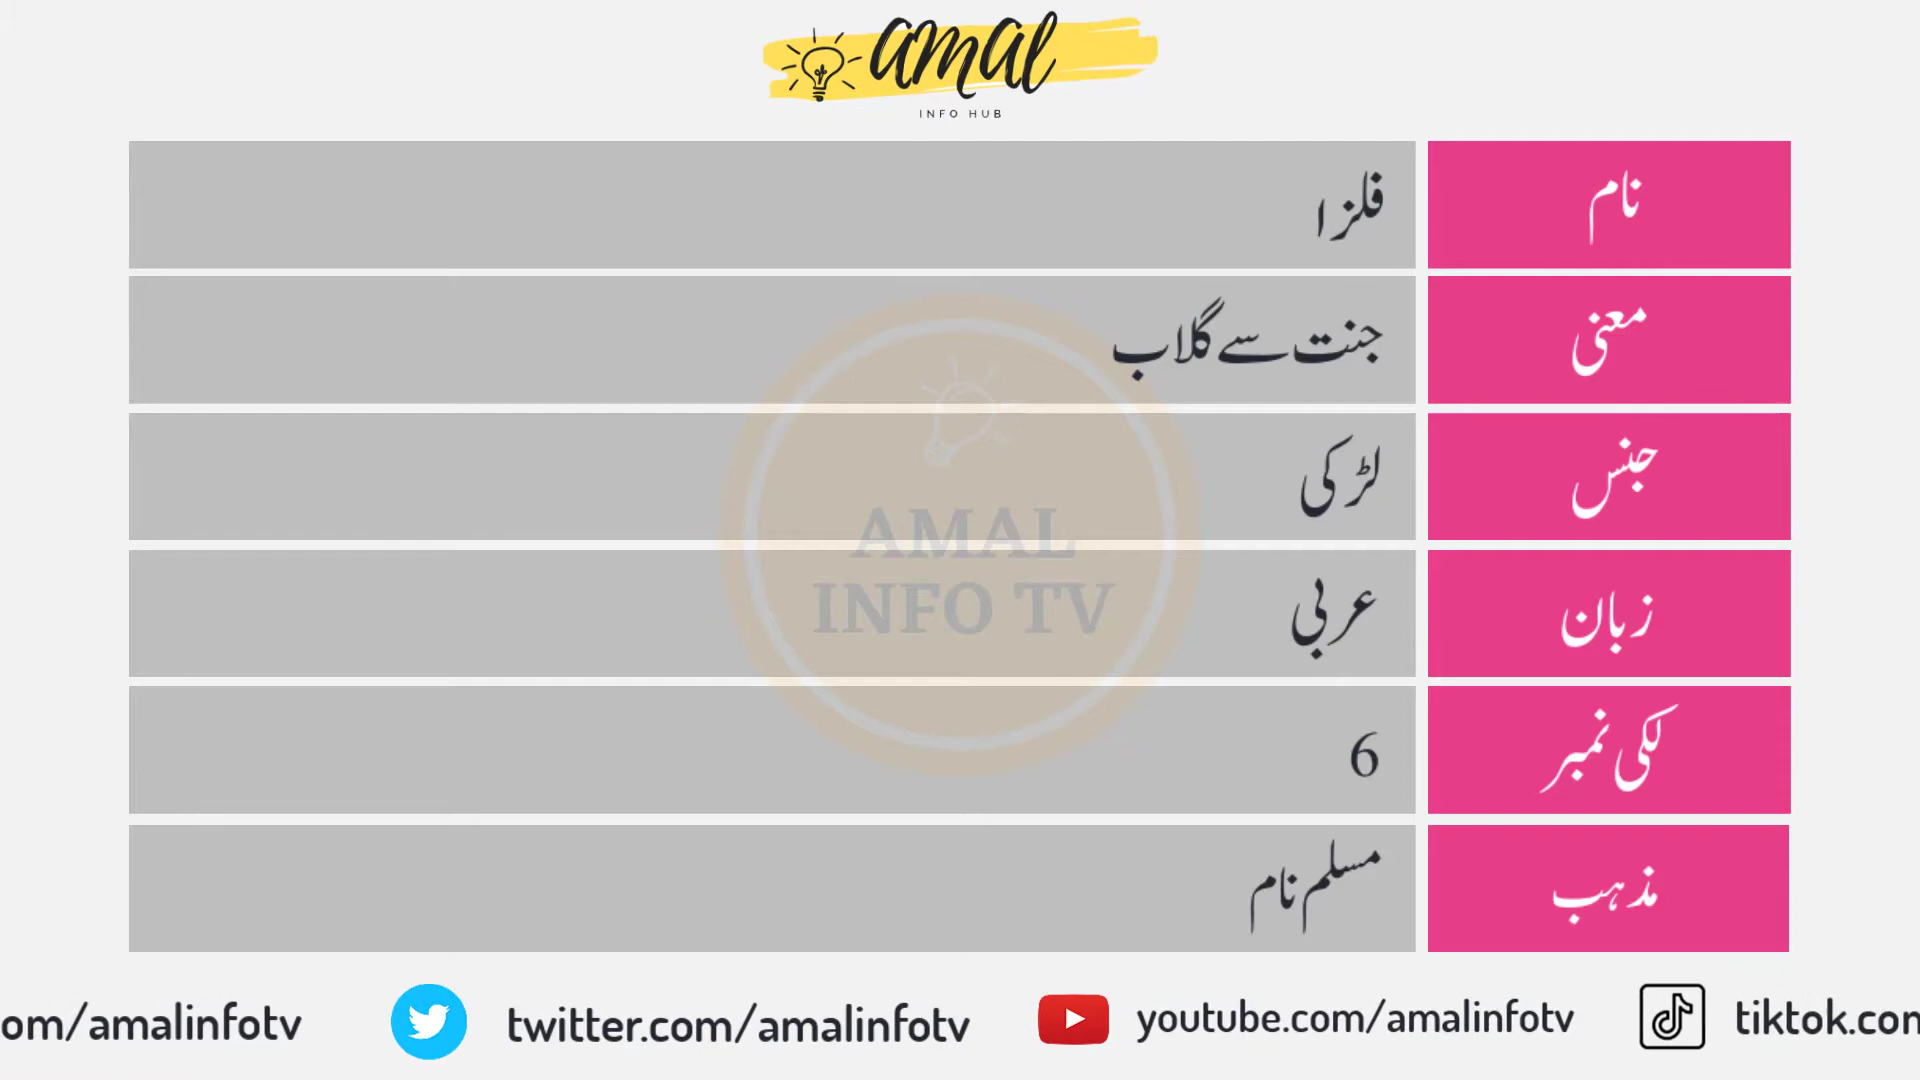 amal
INFO HUB
نام فلزا
معنی جنت سے گلاب
جنس لڑکی
زبان عربی
لکی نمبر 6
مذہب مسلم نام
AMAL
INFO TV
om/amalinfotv twitter.com/amalinfotv youtube.com/amalinfotv tiktok.com